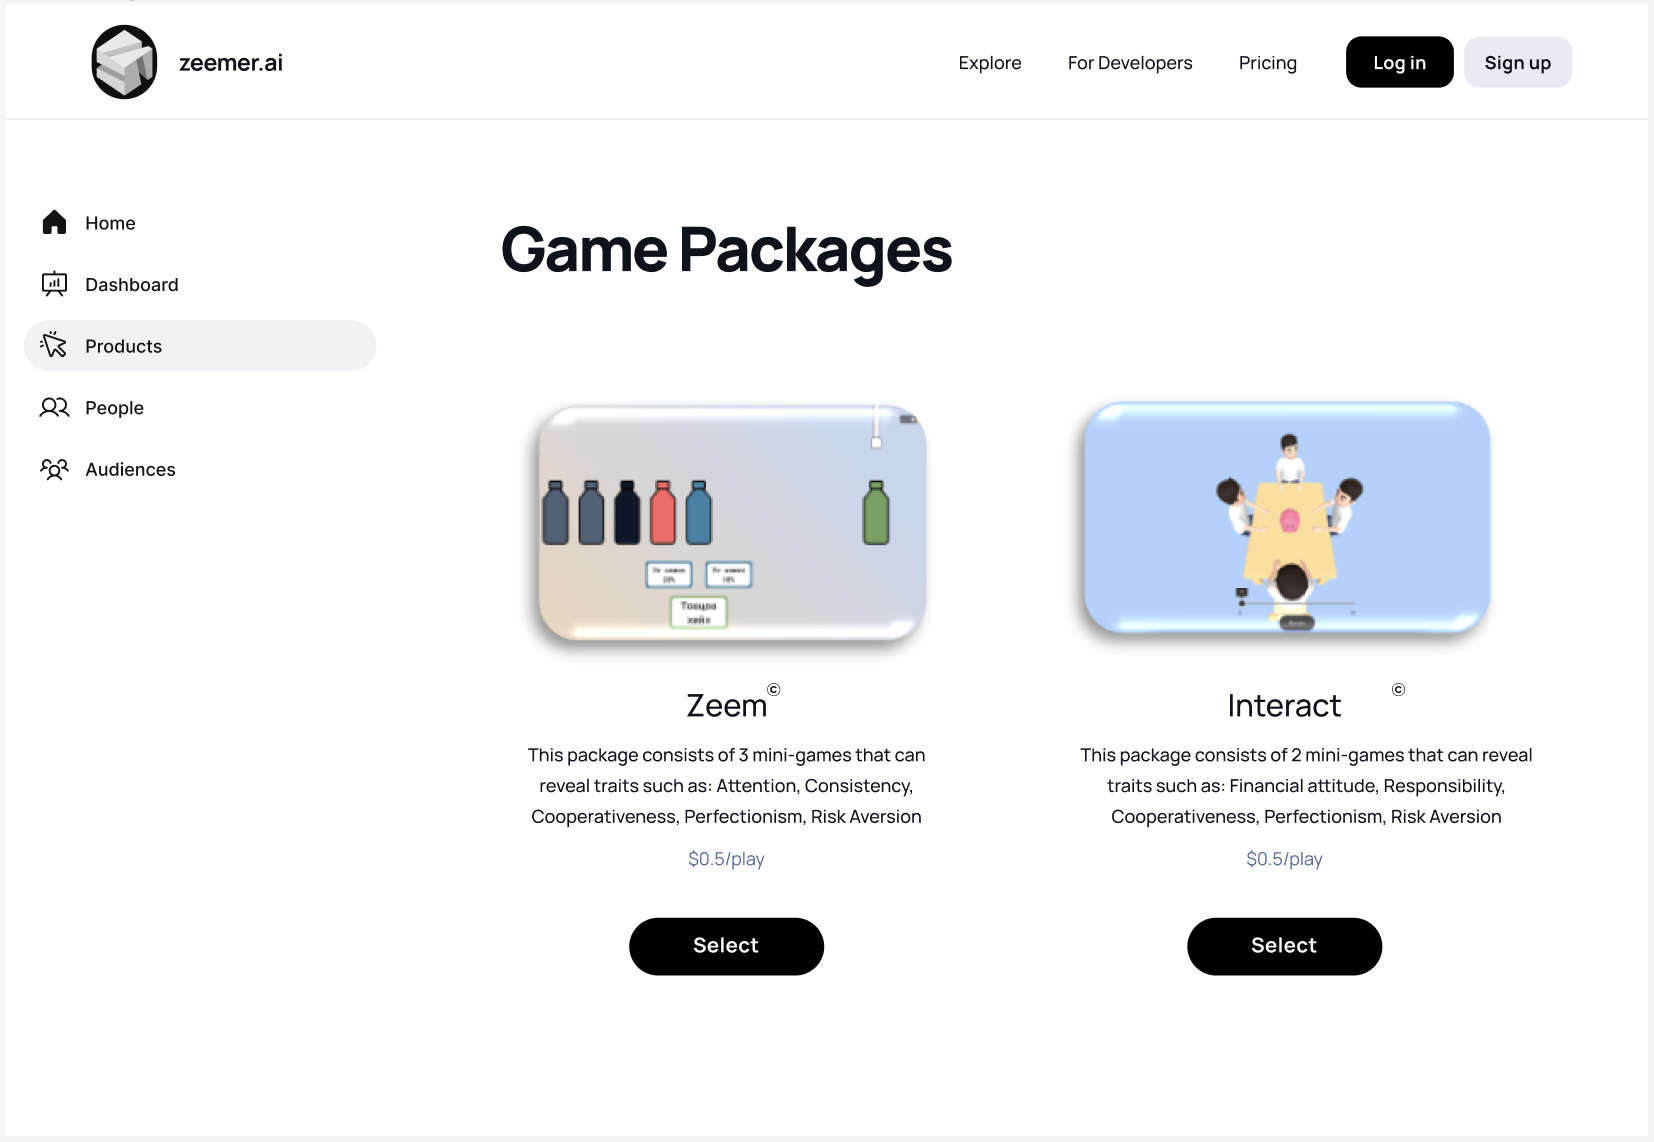 zeemer.ai
Explore
For Developers
Pricing
Log in
Sign up
Home
Dashboard
Products
People
Audiences
Game Packages
Тооцоо
хийх
Zeem©
This package consists of 3 mini-games that can
reveal traits such as: Attention, Consistency,
Cooperativeness, Perfectionism, Risk Aversion
$0.5/play
Select
Interact ©
This package consists of 2 mini-games that can reveal
traits such as: Financial attitude, Responsibility,
Cooperativeness, Perfectionism, Risk Aversion
$0.5/play
Select